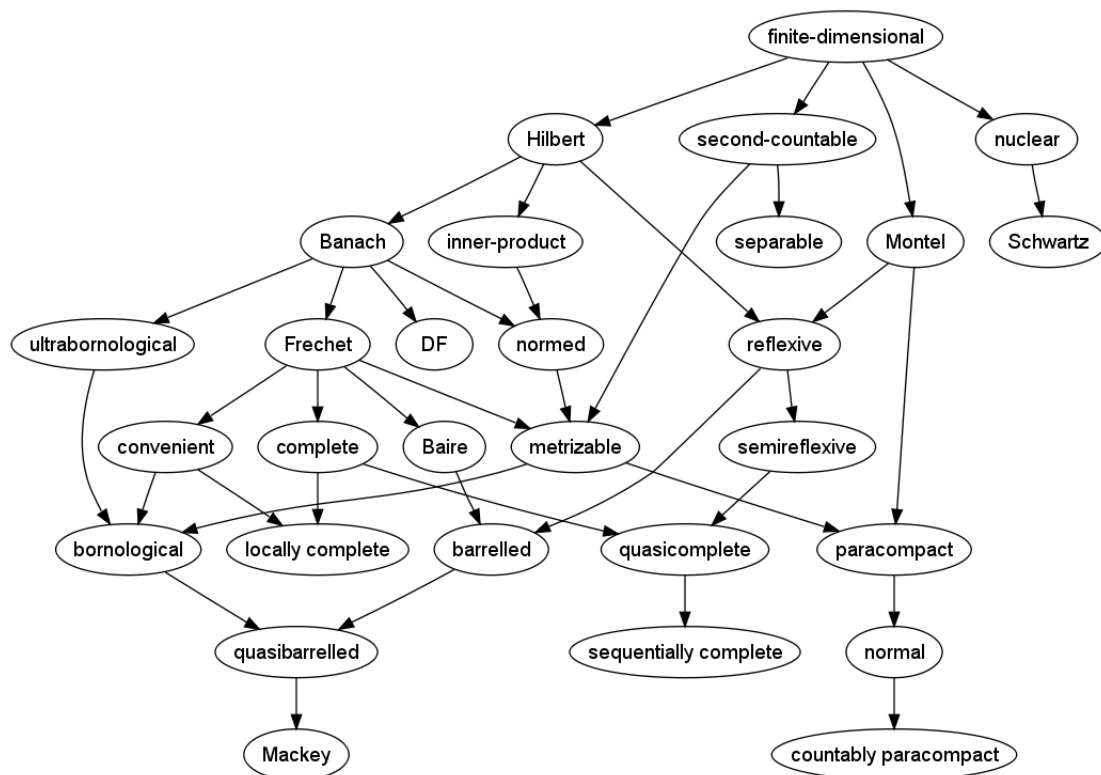 finite-dimensional
Hilbert
second-countable
nuclear
Banach
inner-product
separable
Montel
Schwartz
ultrabornological
Frechet
DF
normed
reflexive
convenient
complete
Baire
metrizable
semireflexive
bornological
locally complete
barrelled
quasicomplete
paracompact
quasibarrelled
sequentially complete
normal
Mackey
countably paracompact